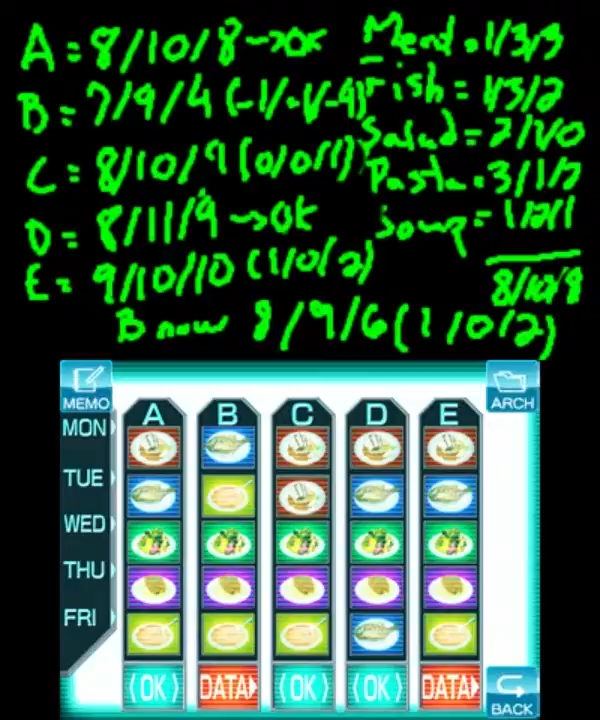 A = 8/10/8 → OK
Meat = 1/3/3
B = 7/9/4 (-1/-1/-4)
Fish = 1/3/2
Salad = 2/1/0
C = 8/10/9 (0/0/1)
Pasta = 3/1/2
D = 8/11/9 → OK
Soup = 1/2/1
E = 9/10/10 (1/0/2)
8/10/8
B now 8/9/6 (1/0/2)
MEMO
ARCH
A B C D E
MON
TUE
WED
THU
FRI
⟨OK⟩ DATA ⟨OK⟩ ⟨OK⟩ DATA
BACK